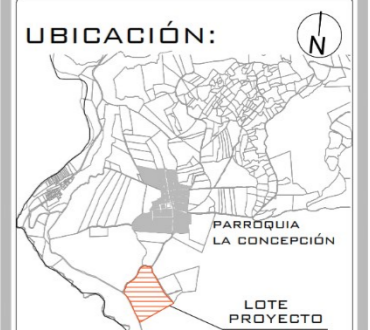 UBICACIÓN:
N
PARROQUIA
LA CONCEPCIÓN
LOTE
PROYECTO